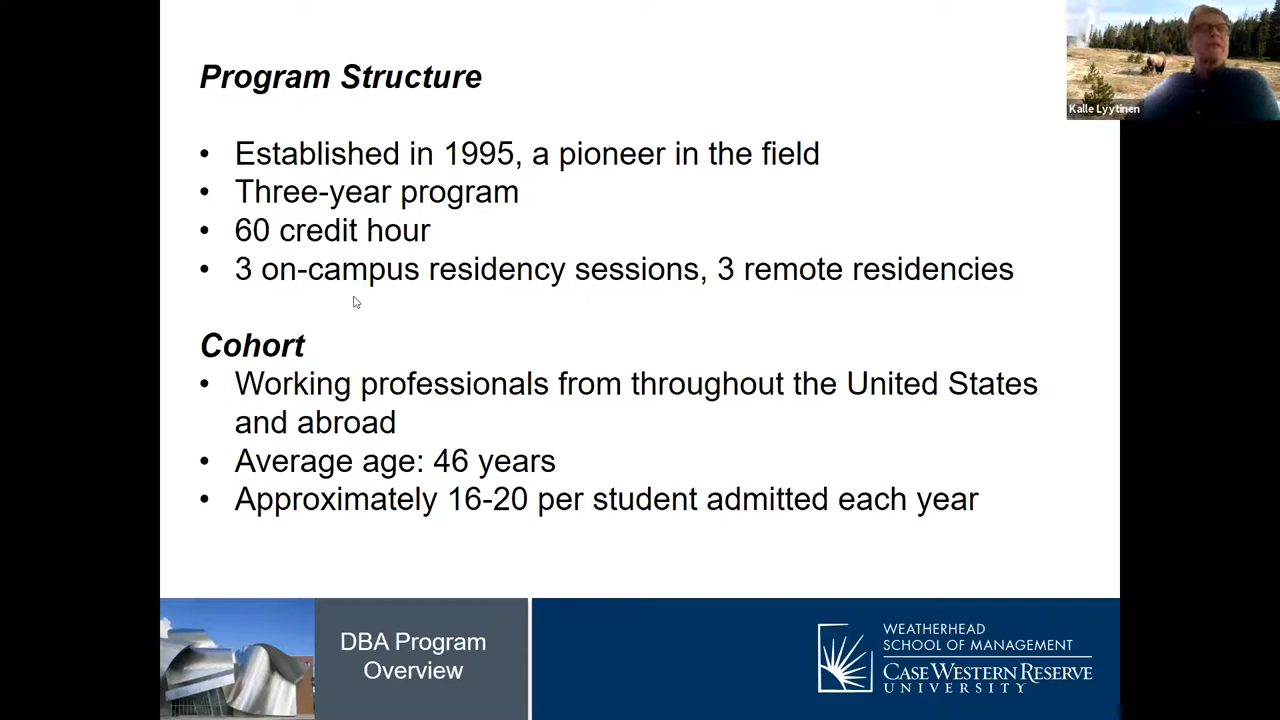 Program Structure
Kalle Lyytinen
• Established in 1995, a pioneer in the field
• Three-year program
• 60 credit hour
• 3 on-campus residency sessions, 3 remote residencies
Cohort
• Working professionals from throughout the United States
and abroad
• Average age: 46 years
• Approximately 16-20 per student admitted each year
DBA Program
Overview
WEATHERHEAD
SCHOOL OF MANAGEMENT
CASE WESTERN RESERVE
UNIVERSITY